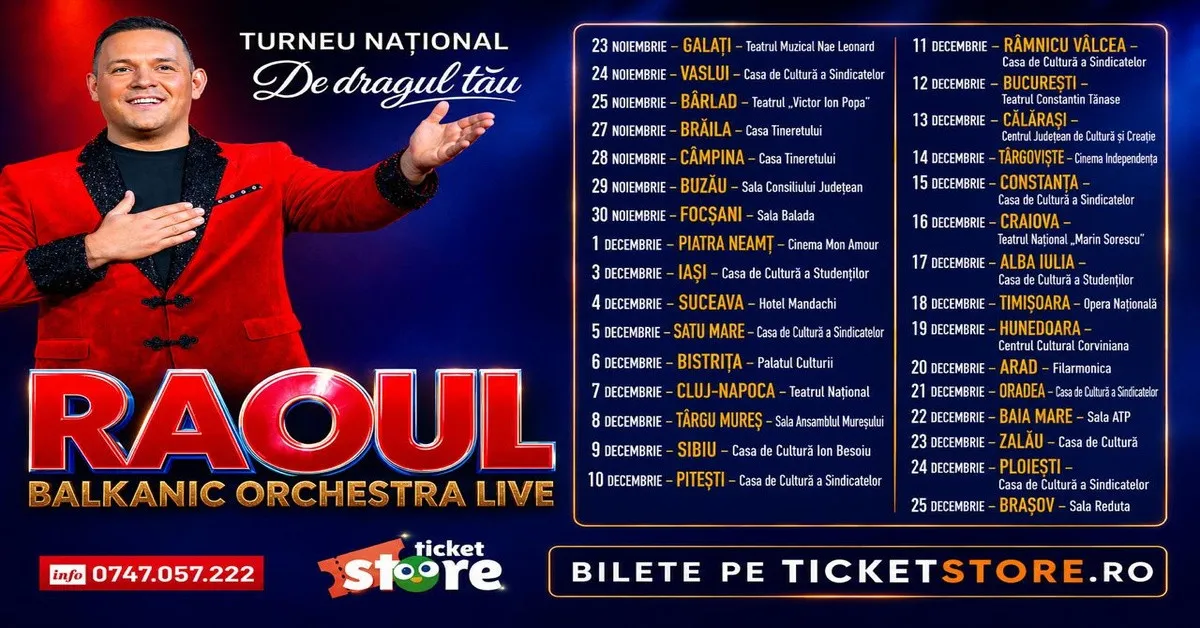 TURNEU NAȚIONAL
De dragul tău
RAOUL
BALKANIC ORCHESTRA LIVE
info 0747.057.222
ticket
store
23 NOIEMBRIE – GALAȚI – Teatrul Muzical Nae Leonard
24 NOIEMBRIE – VASLUI – Casa de Cultură a Sindicatelor
25 NOIEMBRIE – BÂRLAD – Teatrul „Victor Ion Popa”
27 NOIEMBRIE – BRĂILA – Casa Tineretului
28 NOIEMBRIE – CÂMPINA – Casa Tineretului
29 NOIEMBRIE – BUZĂU – Sala Consiliului Județean
30 NOIEMBRIE – FOCȘANI – Sala Balada
1 DECEMBRIE – PIATRA NEAMȚ – Cinema Mon Amour
3 DECEMBRIE – IAȘI – Casa de Cultură a Studenților
4 DECEMBRIE – SUCEAVA – Hotel Mandachi
5 DECEMBRIE – SATU MARE – Casa de Cultură a Sindicatelor
6 DECEMBRIE – BISTRIȚA – Palatul Culturii
7 DECEMBRIE – CLUJ-NAPOCA – Teatrul Național
8 DECEMBRIE – TÂRGU MUREȘ – Sala Ansamblul Mureșului
9 DECEMBRIE – SIBIU – Casa de Cultură Ion Besoiu
10 DECEMBRIE – PITEȘTI – Casa de Cultură a Sindicatelor
11 DECEMBRIE – RÂMNICU VÂLCEA –
Casa de Cultură a Sindicatelor
12 DECEMBRIE – BUCUREȘTI –
Teatrul Constantin Tănase
13 DECEMBRIE – CĂLĂRAȘI –
Centrul Județean de Cultură și Creație
14 DECEMBRIE – TÂRGOVIȘTE – Cinema Independența
15 DECEMBRIE – CONSTANȚA –
Casa de Cultură a Sindicatelor
16 DECEMBRIE – CRAIOVA –
Teatrul Național „Marin Sorescu”
17 DECEMBRIE – ALBA IULIA –
Casa de Cultură a Studenților
18 DECEMBRIE – TIMIȘOARA – Opera Națională
19 DECEMBRIE – HUNEDOARA –
Centrul Cultural Corviniana
20 DECEMBRIE – ARAD – Filarmonica
21 DECEMBRIE – ORADEA – Casa de Cultură a Sindicatelor
22 DECEMBRIE – BAIA MARE – Sala ATP
23 DECEMBRIE – ZALĂU – Casa de Cultură
24 DECEMBRIE – PLOIEȘTI –
Casa de Cultură a Sindicatelor
25 DECEMBRIE – BRAȘOV – Sala Reduta
BILETE PE TICKETSTORE.RO